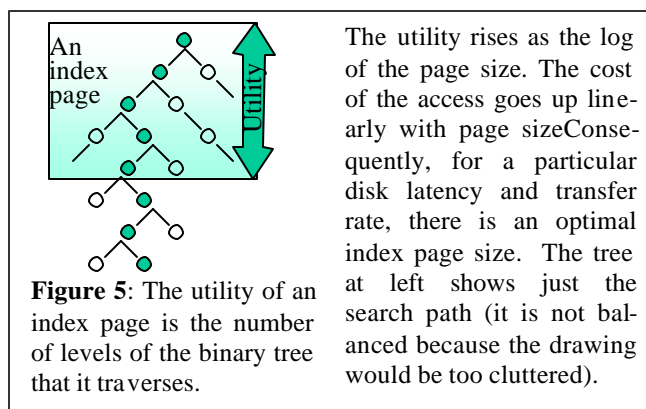 An
index
page
Utility
Figure 5: The utility of an
index page is the number
of levels of the binary tree
that it traverses.
The utility rises as the log
of the page size. The cost
of the access goes up line-
arly with page sizeConse-
quently, for a particular
disk latency and transfer
rate, there is an optimal
index page size. The tree
at left shows just the
search path (it is not bal-
anced because the drawing
would be too cluttered).